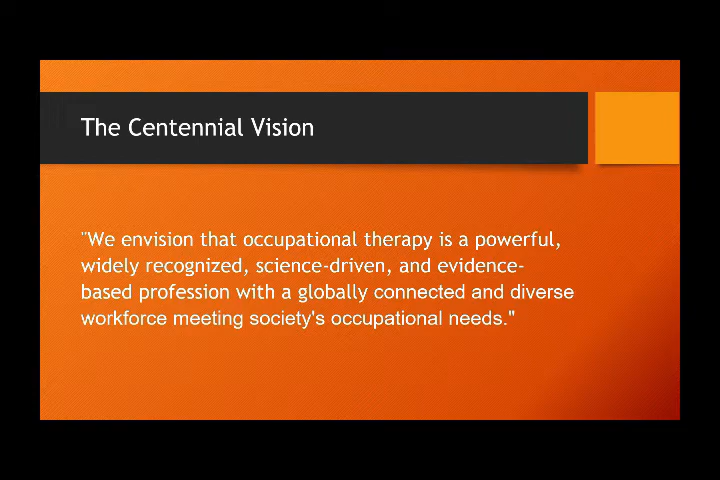 The Centennial Vision
"We envision that occupational therapy is a powerful,
widely recognized, science-driven, and evidence-
based profession with a globally connected and diverse
workforce meeting society's occupational needs."